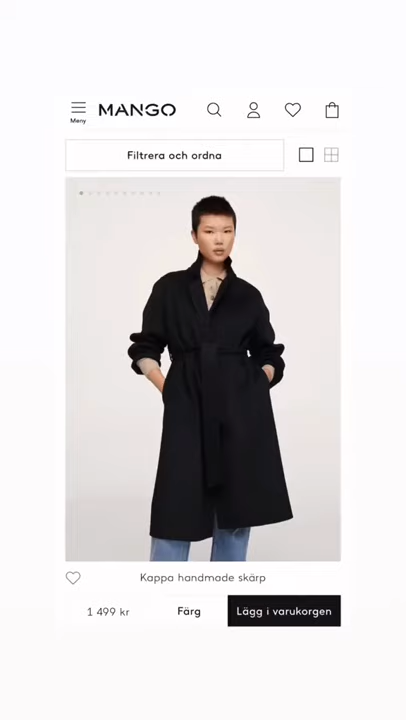 MANGO
Meny
Filtrera och ordna
Kappa handmade skärp
1 499 kr
Färg
Lägg i varukorgen